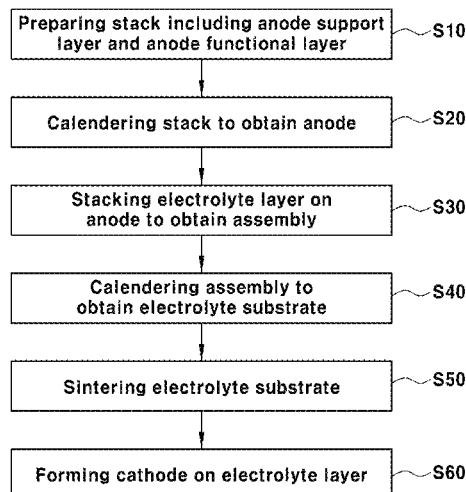 Preparing stack including anode support
layer and anode functional layer
S10
Calendering stack to obtain anode
S20
Stacking electrolyte layer on
anode to obtain assembly
S30
Calendering assembly to
obtain electrolyte substrate
S40
Sintering electrolyte substrate
S50
Forming cathode on electrolyte layer
S60